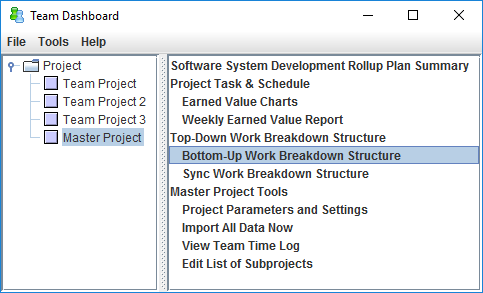 Team Dashboard
File Tools Help
Project
Team Project
Team Project 2
Team Project 3
Master Project
Software System Development Rollup Plan Summary
Project Task & Schedule
Earned Value Charts
Weekly Earned Value Report
Top-Down Work Breakdown Structure
Bottom-Up Work Breakdown Structure
Sync Work Breakdown Structure
Master Project Tools
Project Parameters and Settings
Import All Data Now
View Team Time Log
Edit List of Subprojects